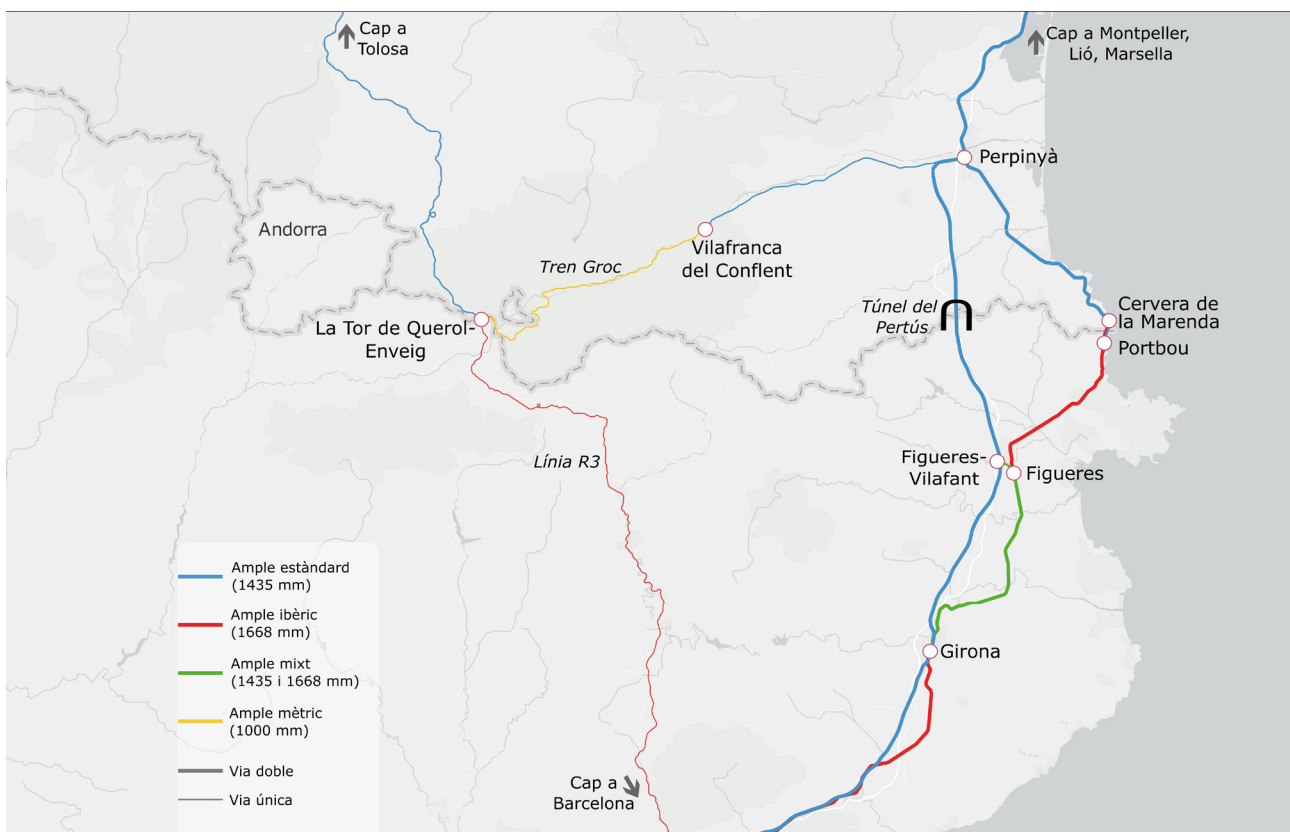 Cap a
Tolosa
Cap a Montpeller,
Lió, Marsella
Perpinyà
Andorra
Vilafranca
del Conflent
Tren Groc
Túnel del
Pertús
Cervera de
la Marenda
Portbou
La Tor de Querol-
Enveig
Línia R3
Figueres-
Vilafant
Figueres
Girona
Cap a
Barcelona
Ample estàndard
(1435 mm)
Ample ibèric
(1668 mm)
Ample mixt
(1435 i 1668 mm)
Ample mètric
(1000 mm)
Via doble
Via única